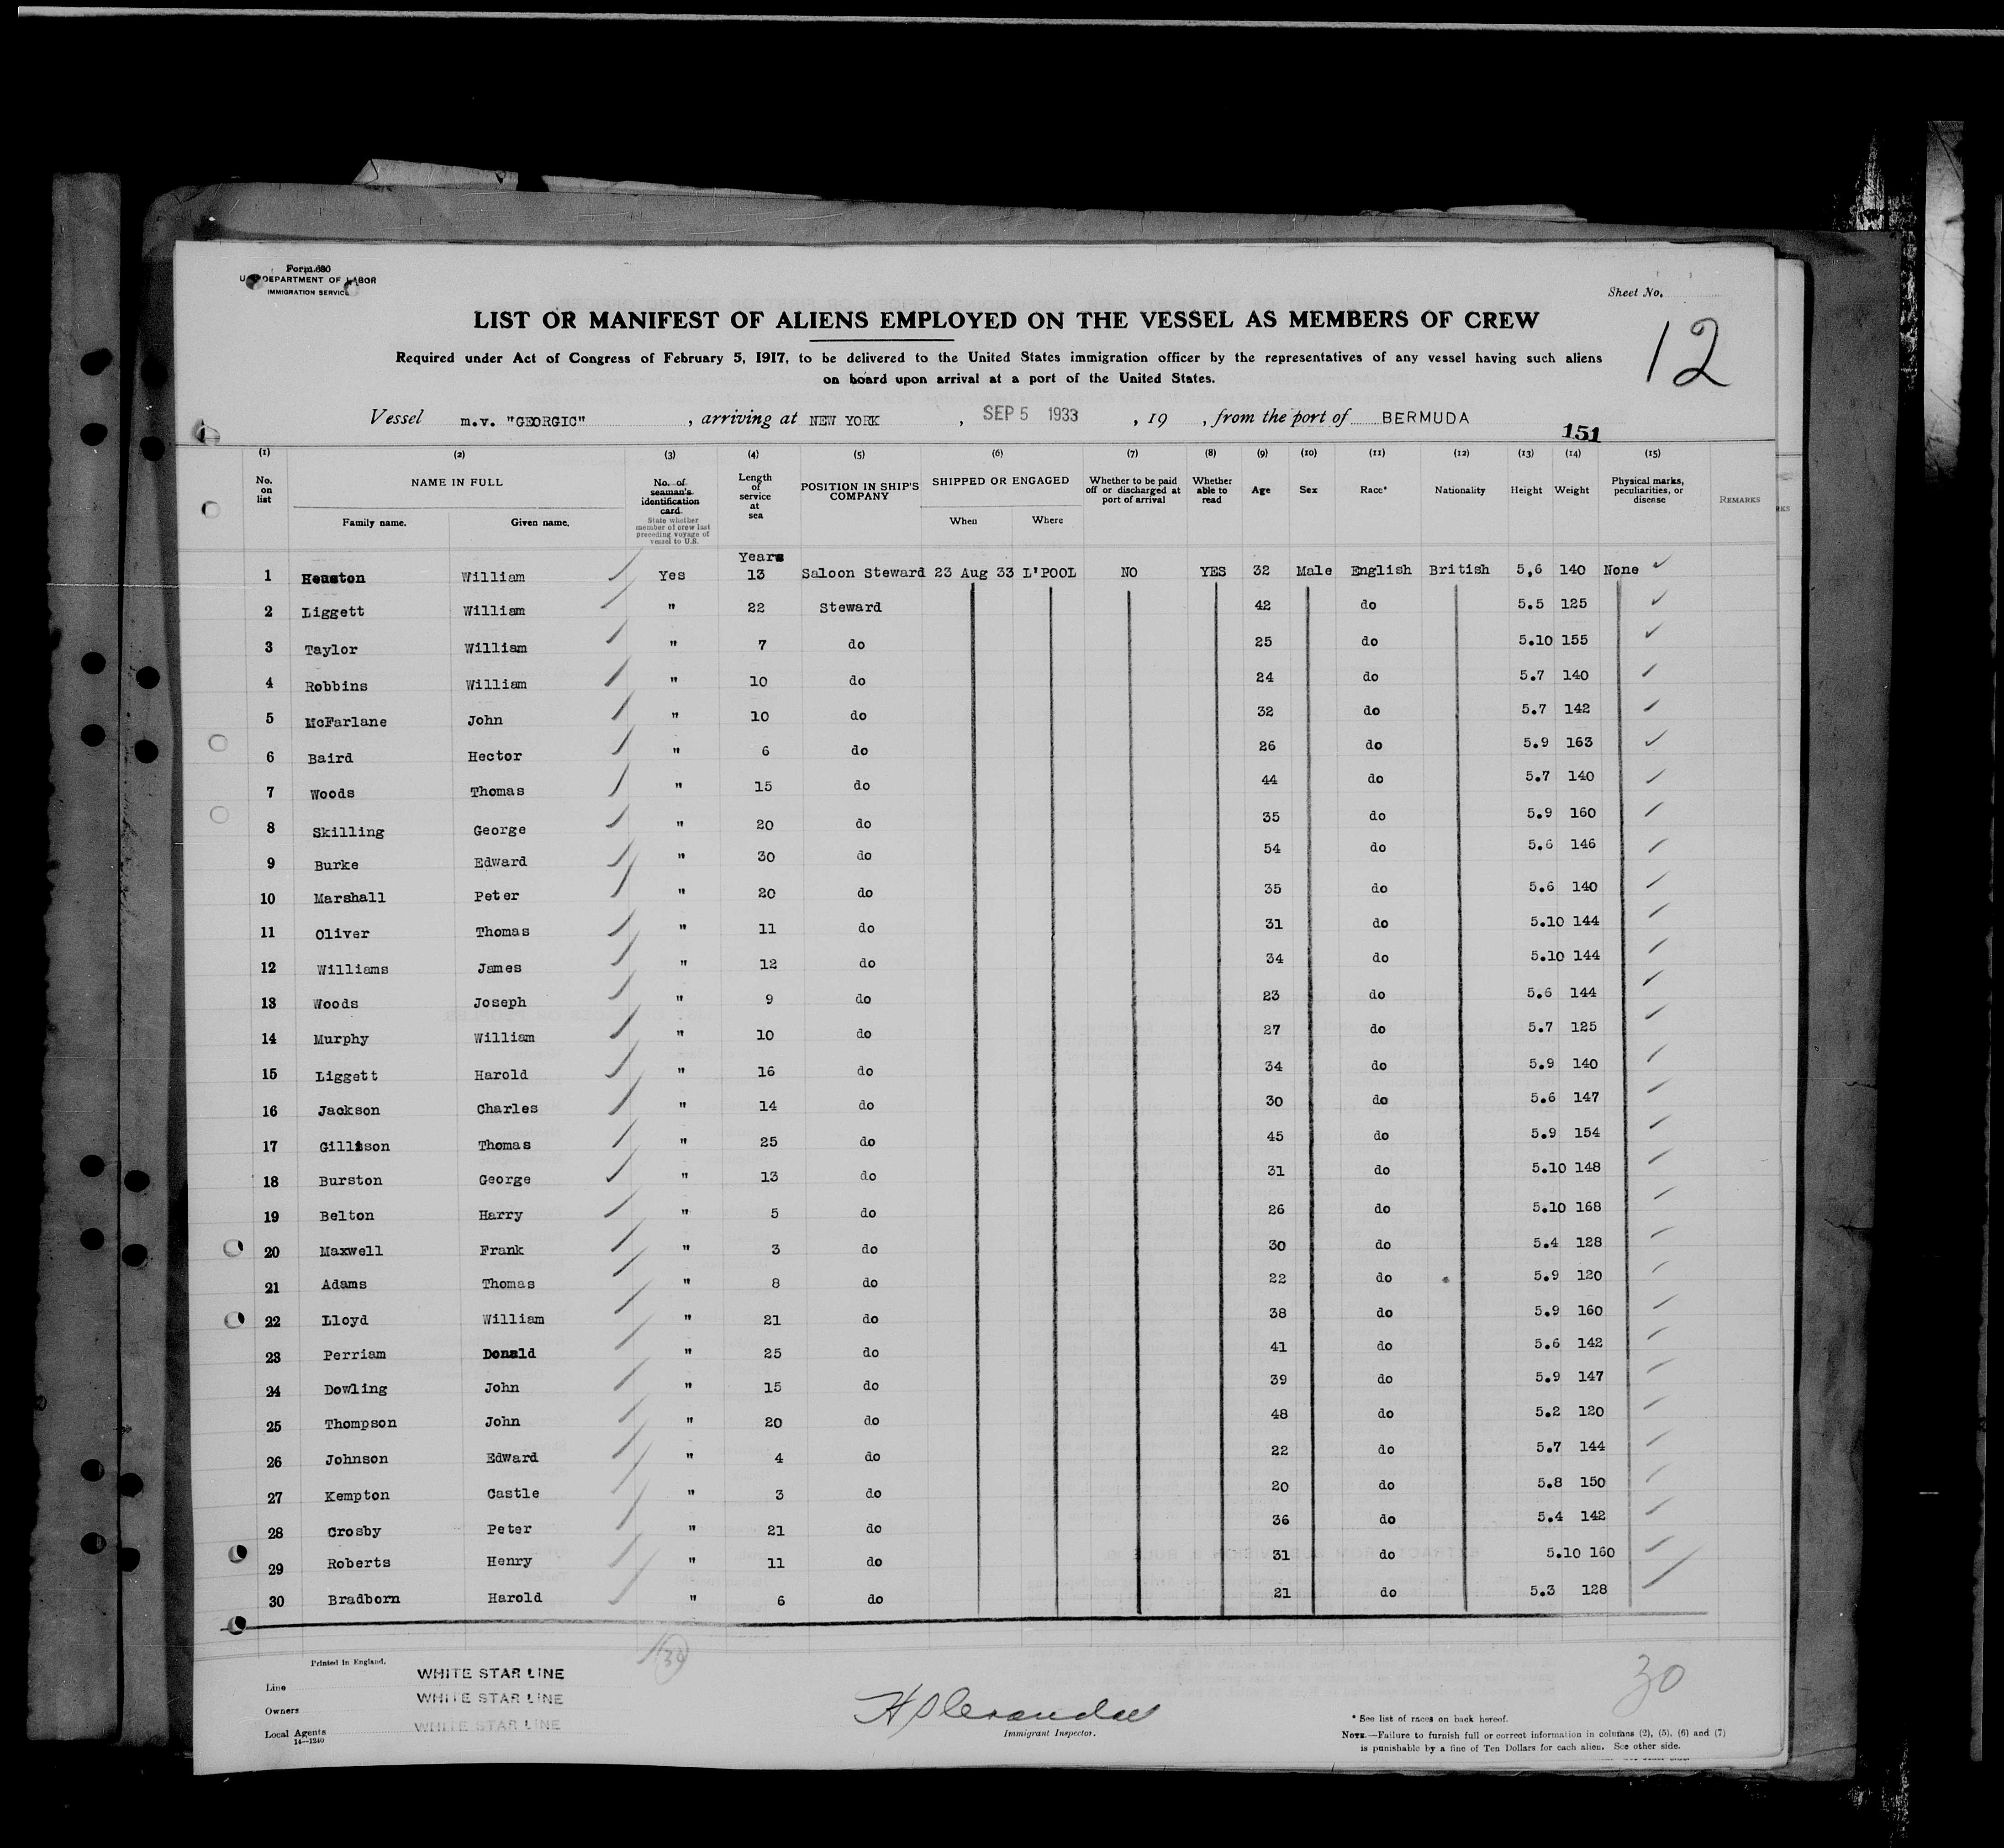 Form 680
U. S. DEPARTMENT OF LABOR
IMMIGRATION SERVICE
Sheet No.
12
LIST OR MANIFEST OF ALIENS EMPLOYED ON THE VESSEL AS MEMBERS OF CREW
Required under Act of Congress of February 5, 1917, to be delivered to the United States immigration officer by the representatives of any vessel having such aliens
on board upon arrival at a port of the United States.
Vessel m.v. "GEORGIC", arriving at NEW YORK, SEP 5 1933, 19 , from the port of BERMUDA
151
(1) (2) (3) (4) (5) (6) (7) (8) (9) (10) (11) (12) (13) (14) (15)
No. on list NAME IN FULL Family name. Given name. No. of seaman's identification card. State whether member of crew last preceding voyage of vessel to U.S. Length of service at sea POSITION IN SHIP'S COMPANY SHIPPED OR ENGAGED When Where Whether to be paid off or discharged at port of arrival Whether able to read Age Sex Race* Nationality Height Weight Physical marks, peculiarities, or disease REMARKS
RKS
Years
1 Houston William Yes 13 Saloon Steward 23 Aug 33 L'POOL NO YES 32 Male English British 5,6 140 None ✓
2 Liggett William " 22 Steward 42 do 5.5 125 ✓
3 Taylor William " 7 do 25 do 5.10 155 ✓
4 Robbins William " 10 do 24 do 5.7 140 ✓
5 McFarlane John " 10 do 32 do 5.7 142 ✓
6 Baird Hector " 6 do 26 do 5.9 163 ✓
7 Woods Thomas " 15 do 44 do 5.7 140 ✓
8 Skilling George " 20 do 35 do 5.9 160 ✓
9 Burke Edward " 30 do 54 do 5.6 146 ✓
10 Marshall Peter " 20 do 35 do 5.6 140 ✓
11 Oliver Thomas " 11 do 31 do 5.10 144 ✓
12 Williams James " 12 do 34 do 5.10 144 ✓
13 Woods Joseph " 9 do 23 do 5.6 144 ✓
14 Murphy William " 10 do 27 do 5.7 125 ✓
15 Liggett Harold " 16 do 34 do 5.9 140 ✓
16 Jackson Charles " 14 do 30 do 5.6 147 ✓
17 Gillison Thomas " 25 do 45 do 5.9 154 ✓
18 Burston George " 13 do 31 do 5.10 148 ✓
19 Belton Harry " 5 do 26 do 5.10 168 ✓
20 Maxwell Frank " 3 do 30 do 5.4 128 ✓
21 Adams Thomas " 8 do 22 do 5.9 120 ✓
22 Lloyd William " 21 do 38 do 5.9 160 ✓
23 Perriam Donald " 25 do 41 do 5.6 142 ✓
24 Dowling John " 15 do 39 do 5.9 147 ✓
25 Thompson John " 20 do 48 do 5.2 120 ✓
26 Johnson Edward " 4 do 22 do 5.7 144 ✓
27 Kempton Castle " 3 do 20 do 5.8 150 ✓
28 Crosby Peter " 21 do 36 do 5.4 142 ✓
29 Roberts Henry " 11 do 31 do 5.10 160 ✓
30 Bradborn Harold " 6 do 21 do 5.3 128 ✓
30
Printed in England.
Line WHITE STAR LINE
Owners WHITE STAR LINE
Local Agents WHITE STAR LINE
14—1240
Immigrant Inspector.
* See list of races on back hereof.
NOTE.—Failure to furnish full or correct information in columns (2), (5), (6) and (7)
is punishable by a fine of Ten Dollars for each alien. See other side.